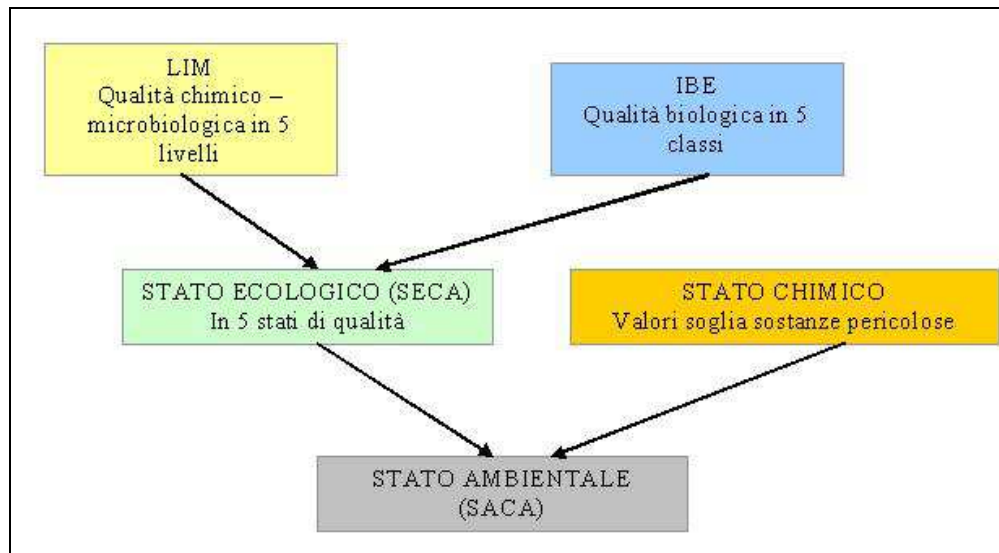 LIM
Qualità chimico –
microbiologica in 5
livelli
IBE
Qualità biologica in 5
classi
STATO ECOLOGICO (SECA)
In 5 stati di qualità
STATO CHIMICO
Valori soglia sostanze pericolose
STATO AMBIENTALE
(SACA)